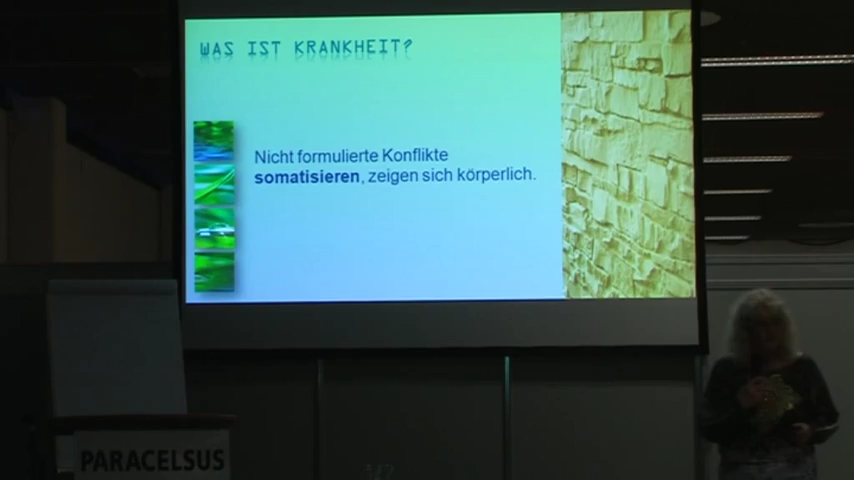 WAS IST KRANKHEIT?
Nicht formulierte Konflikte
somatisieren, zeigen sich körperlich.
PARACELSUS